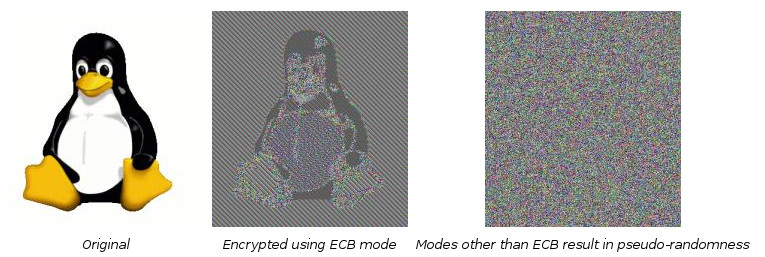 Original
Encrypted using ECB mode
Modes other than ECB result in pseudo-randomness